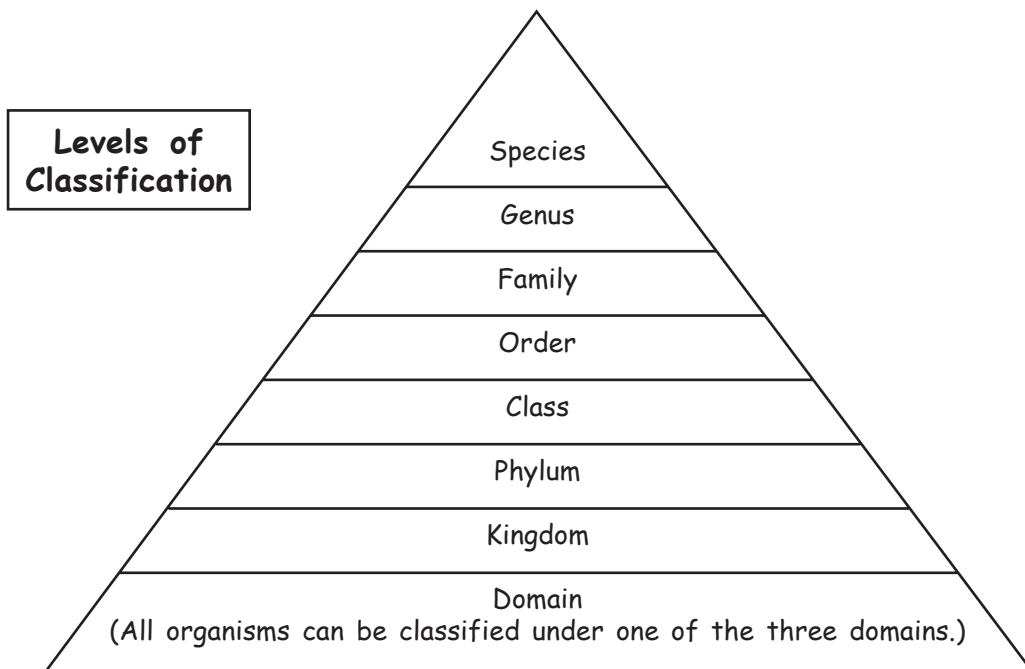 Levels of
Classification
Species
Genus
Family
Order
Class
Phylum
Kingdom
Domain
(All organisms can be classified under one of the three domains.)